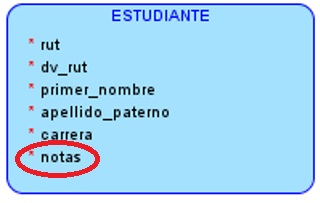 ESTUDIANTE
* rut
* dv_rut
* primer_nombre
* apellido_paterno
* carrera
* notas